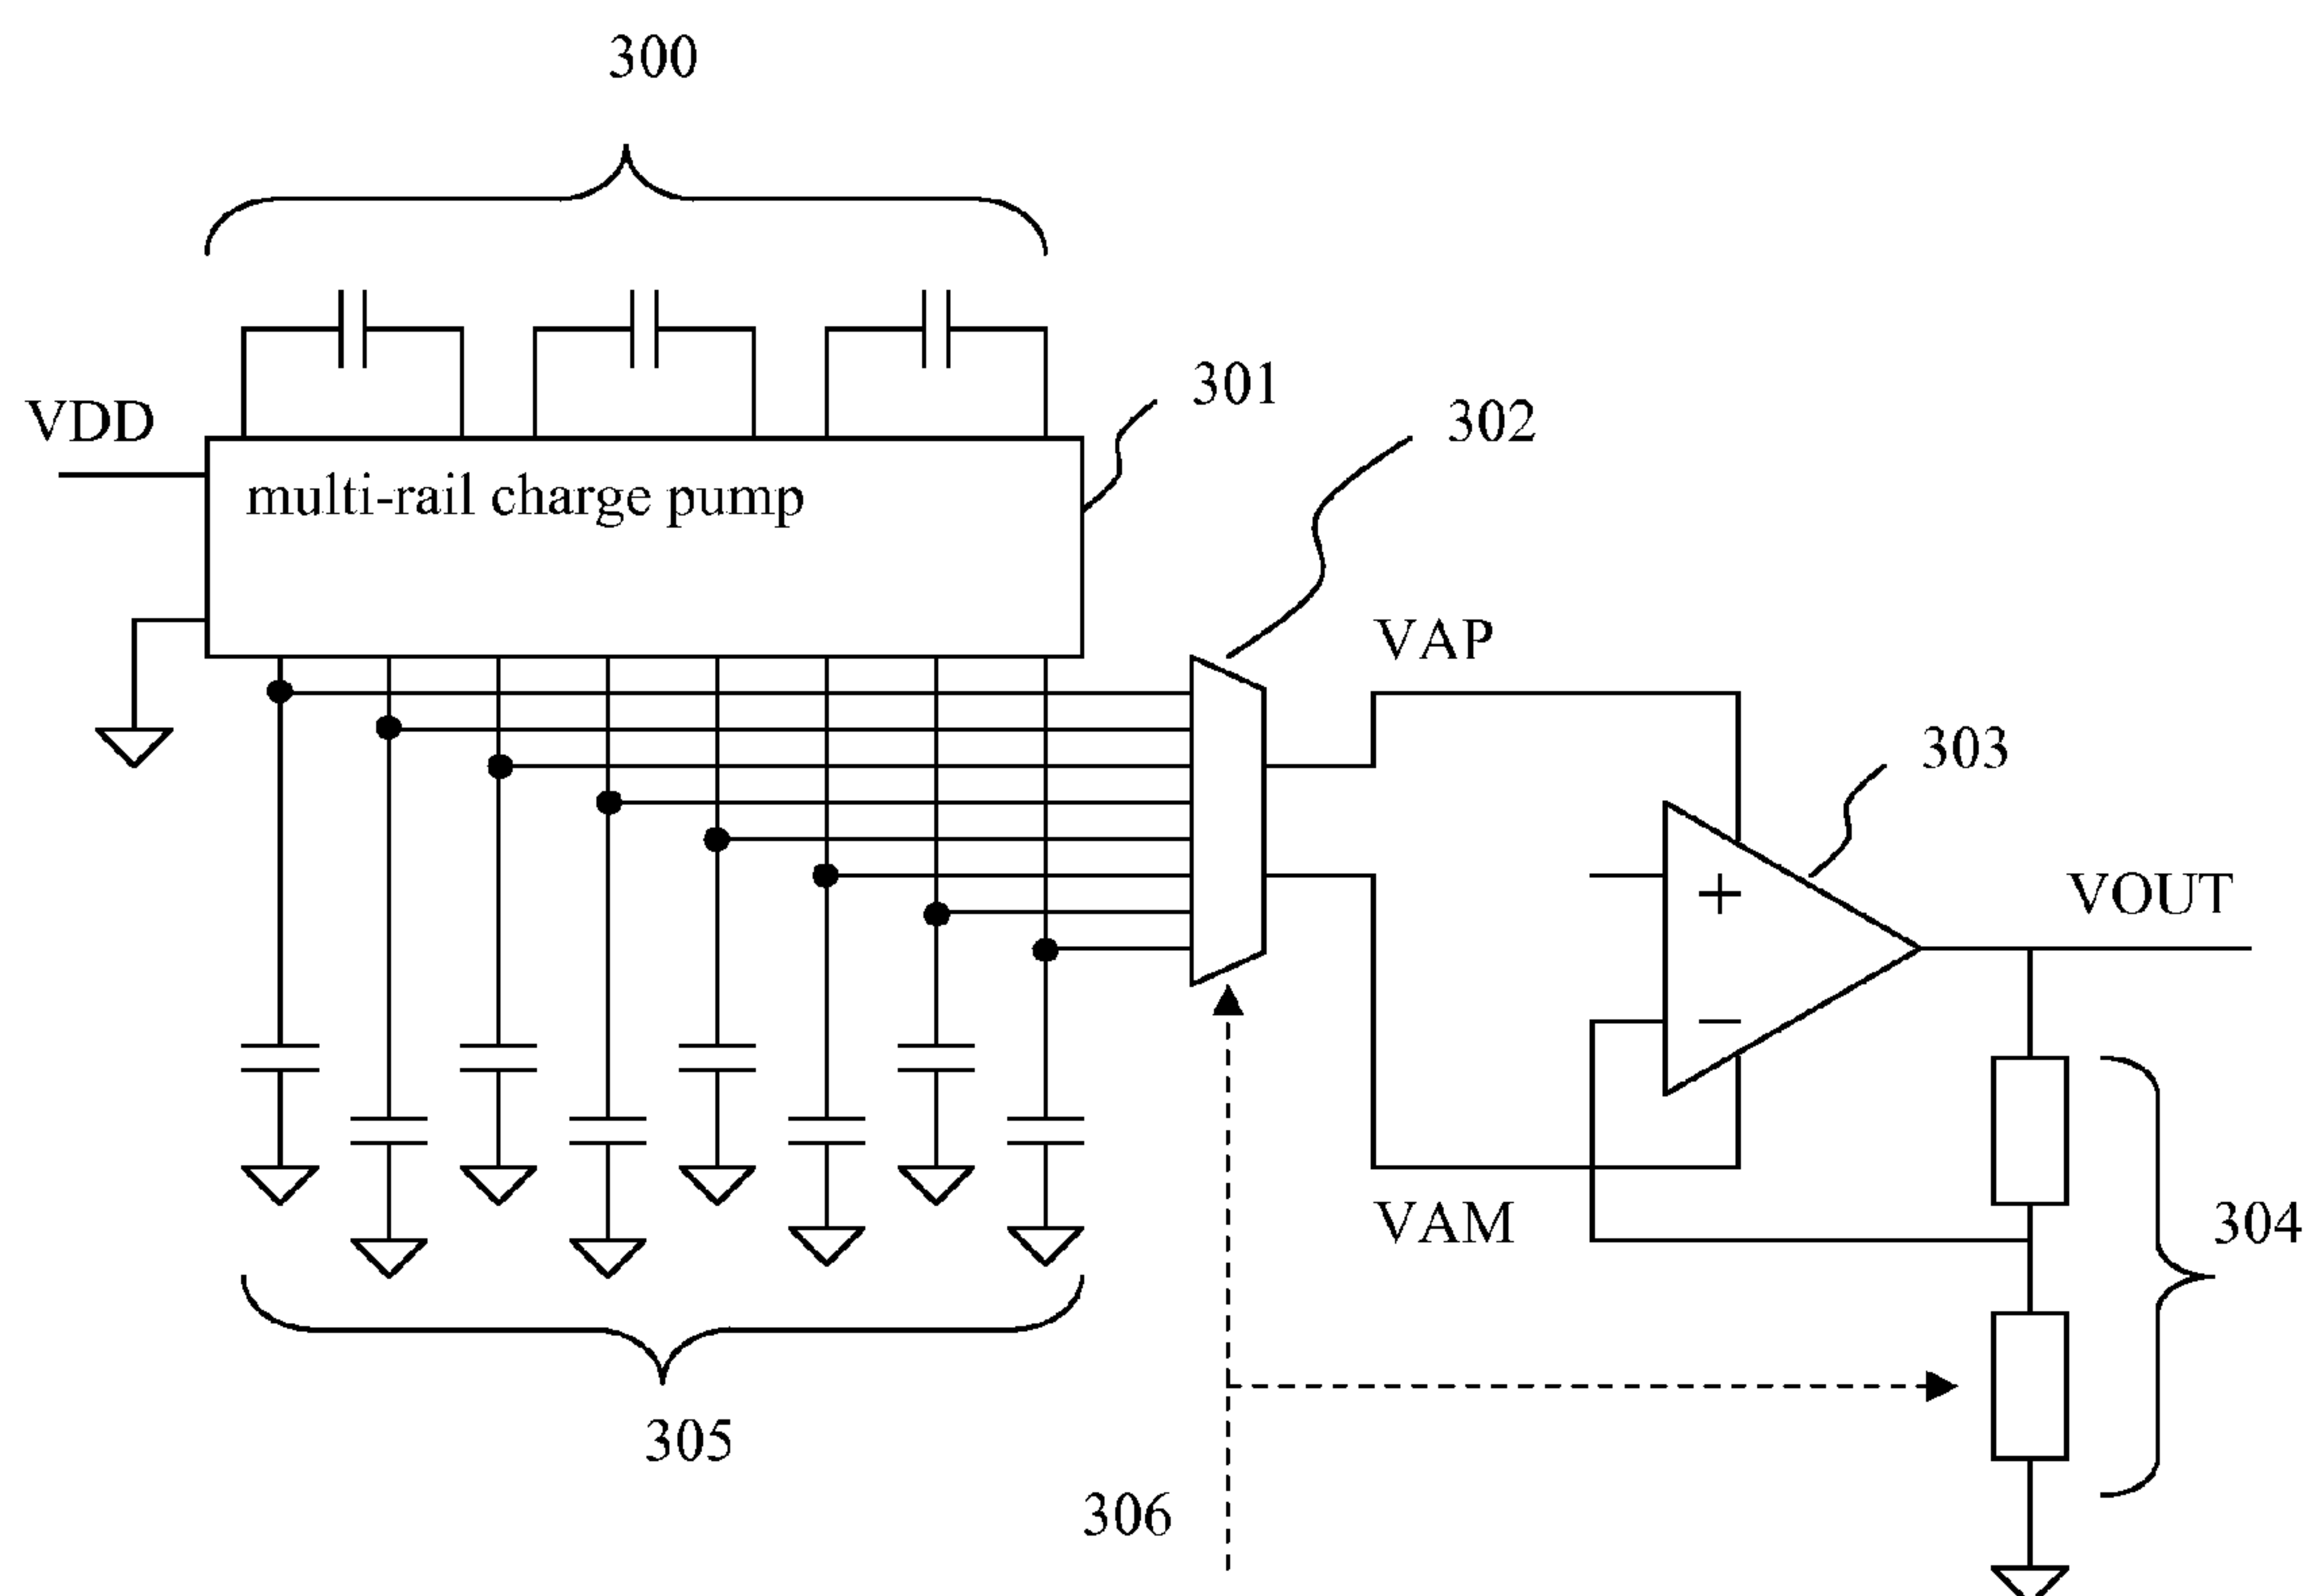 300
301
302
VDD
multi-rail charge pump
VAP
303
+
VOUT
−
VAM
304
305
306